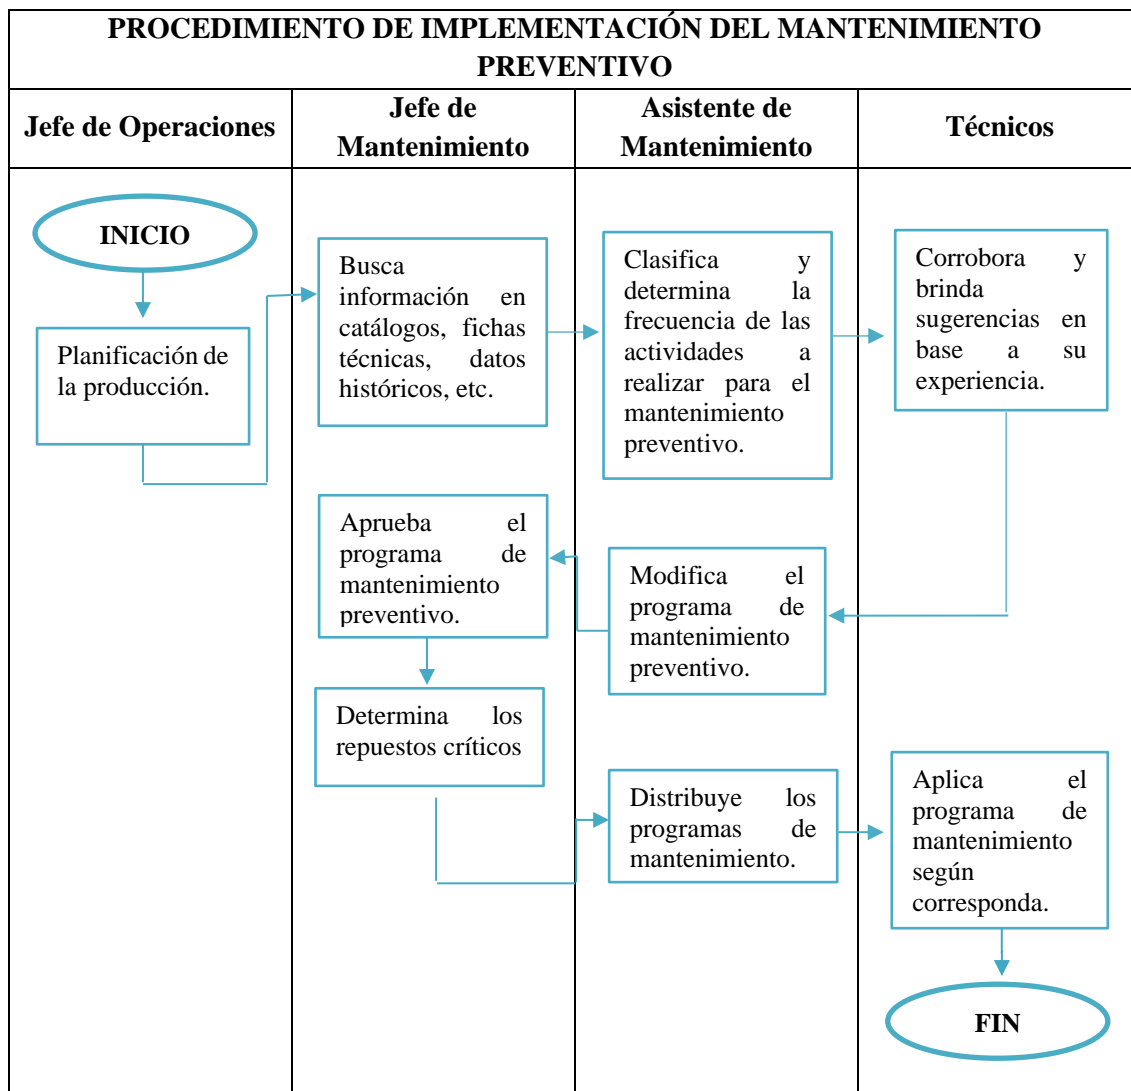 PROCEDIMIENTO DE IMPLEMENTACIÓN DEL MANTENIMIENTO
PREVENTIVO
Jefe de Operaciones
Jefe de
Mantenimiento
Asistente de
Mantenimiento
Técnicos
INICIO
Planificación de
la producción.
Busca
información en
catálogos, fichas
técnicas, datos
históricos, etc.
Clasifica y
determina la
frecuencia de las
actividades a
realizar para el
mantenimiento
preventivo.
Corrobora y
brinda
sugerencias en
base a su
experiencia.
Modifica el
programa de
mantenimiento
preventivo.
Aprueba el
programa de
mantenimiento
preventivo.
Determina los
repuestos críticos
Distribuye los
programas de
mantenimiento.
Aplica el
programa de
mantenimiento
según
corresponda.
FIN